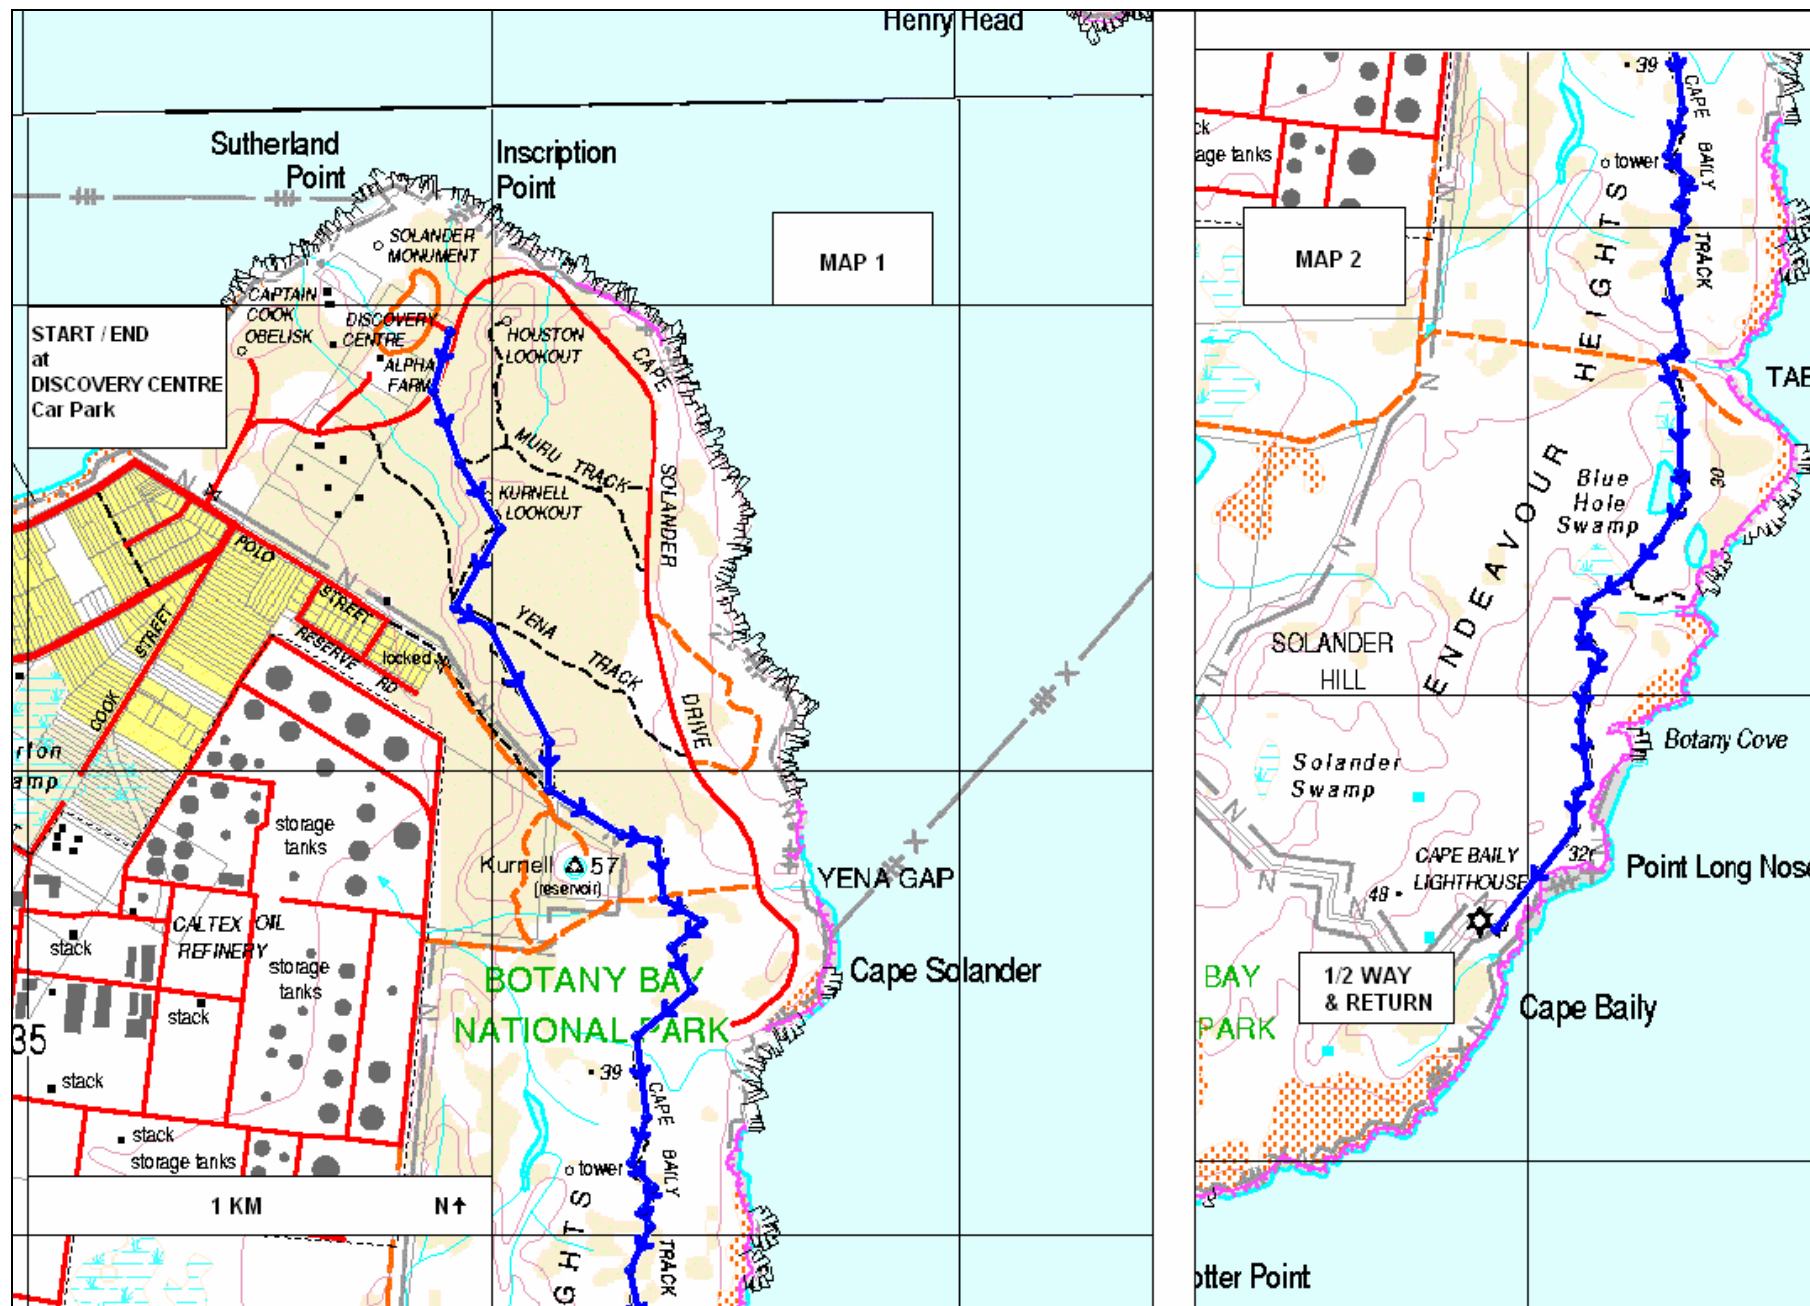 Henry Head
Sutherland
Point
Inscription
Point
SOLANDER
MONUMENT
MAP 1
CAPTAIN
COOK
OBELISK
DISCOVERY
CENTRE
ALPHA
FARM
HOUSTON
LOOKOUT
START / END
at
DISCOVERY CENTRE
Car Park
CAPE
SOLANDER
DRIVE
MURU TRACK
KURNELL
LOOKOUT
POLO
STREET
STREET
COOK
RESERVE
RD
locked
YENA
TRACK
storage
tanks
Kurnell 57
(reservoir)
YENA GAP
CALTEX OIL
REFINERY
stack
storage
tanks
stack
BOTANY BAY
NATIONAL PARK
Cape Solander
35
39
stack
stack
storage tanks
tower
CAPE
BAILY
TRACK
1 KM N
GHTS
39
CAPE
BAILY
TRACK
tower
age tanks
MAP 2
HEIGHTS
TAB
ENDEAVOUR
Blue
Hole
Swamp
30
SOLANDER
HILL
Botany Cove
Solander
Swamp
CAPE BAILY
LIGHTHOUSE
32
48
Point Long Nose
BAY
PARK
1/2 WAY
& RETURN
Cape Baily
otter Point
N